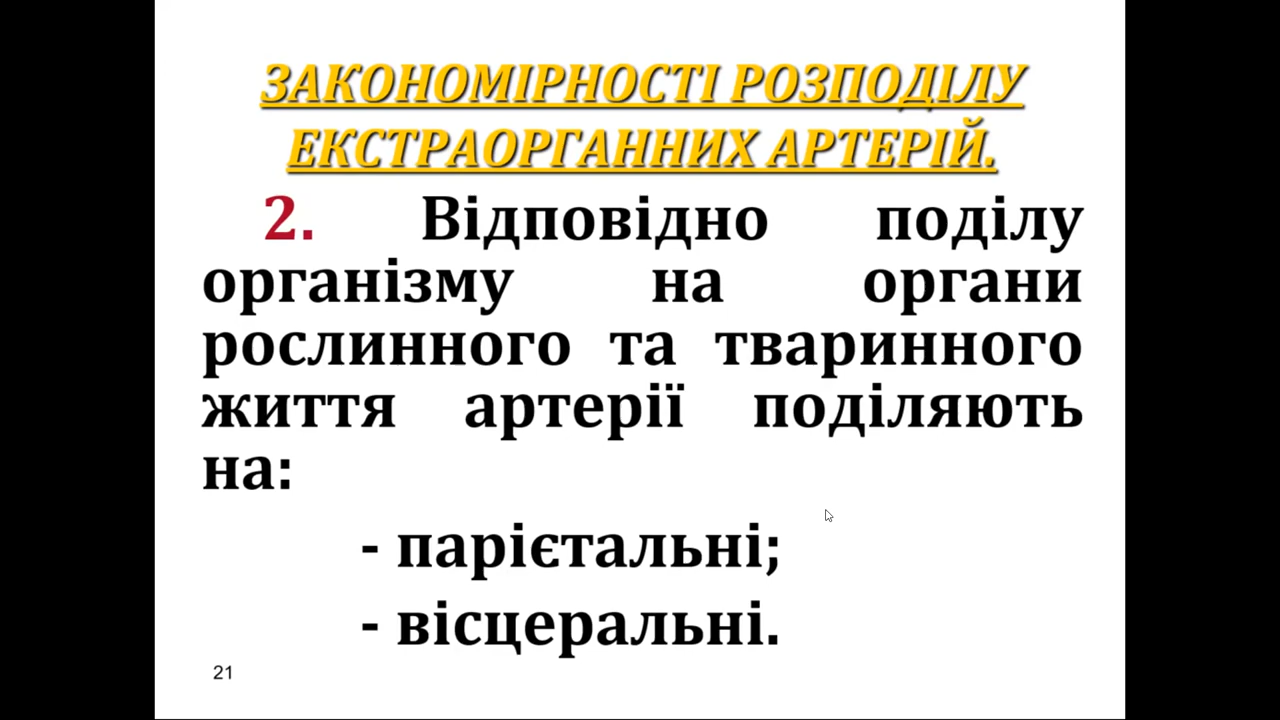 ЗАКОНОМІРНОСТІ РОЗПОДІЛУ
ЕКСТРАОРГАННИХ АРТЕРІЙ.
2. Відповідно поділу
організму на органи
рослинного та тваринного
життя артерії поділяють
на:
- парієтальні;
- вісцеральні.
21